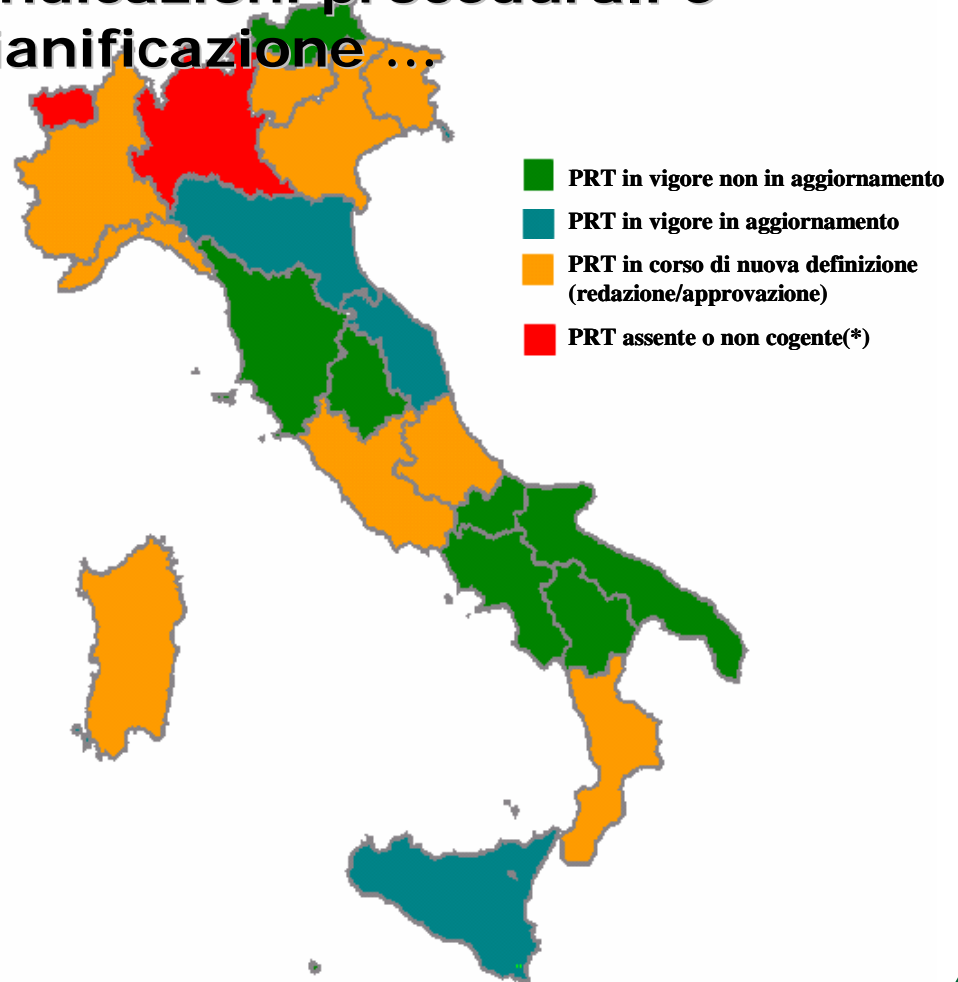 ianificazione ...
PRT in vigore non in aggiornamento
PRT in vigore in aggiornamento
PRT in corso di nuova definizione
(redazione/approvazione)
PRT assente o non cogente(*)